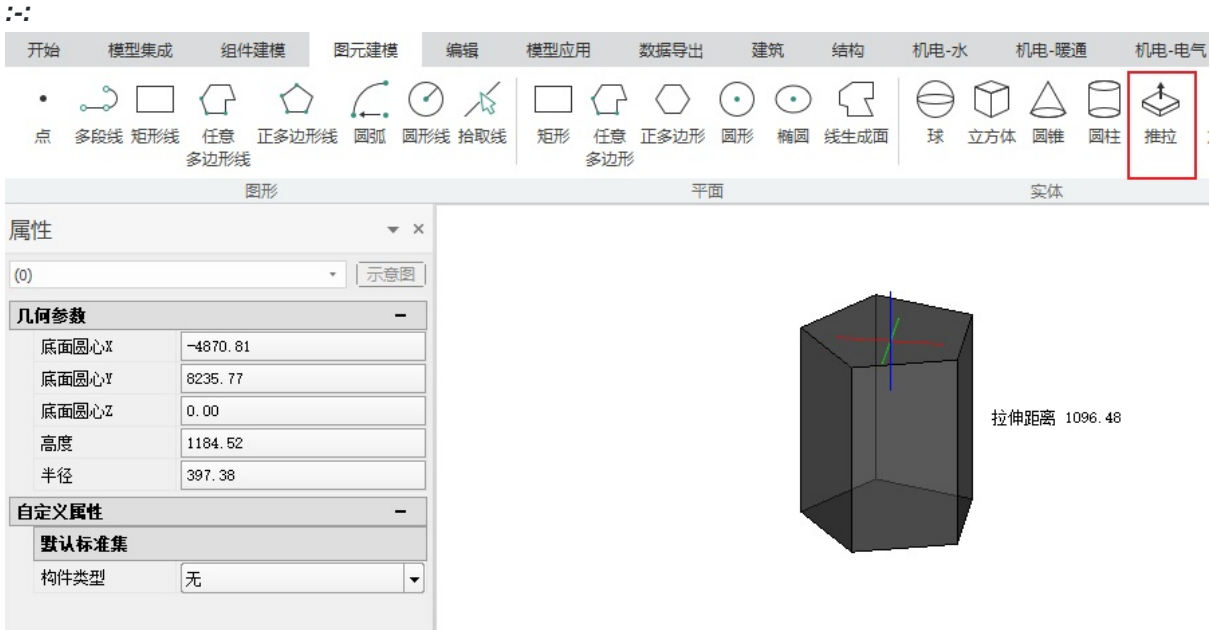 :-:
开始 模型集成 组件建模 图元建模 编辑 模型应用 数据导出 建筑 结构 机电-水 机电-暖通 机电-电气
点 多段线 矩形线 任意多边形线 正多边形线 圆弧 圆形线 拾取线 矩形 任意多边形 正多边形 圆形 椭圆 线生成面 球 立方体 圆锥 圆柱 推拉
图形 平面 实体
属性
(0) 示意图
几何参数
底面圆心X -4870.81
底面圆心Y 8235.77
底面圆心Z 0.00
拉伸距离 1096.48
高度 1184.52
半径 397.38
自定义属性
默认标准集
构件类型 无